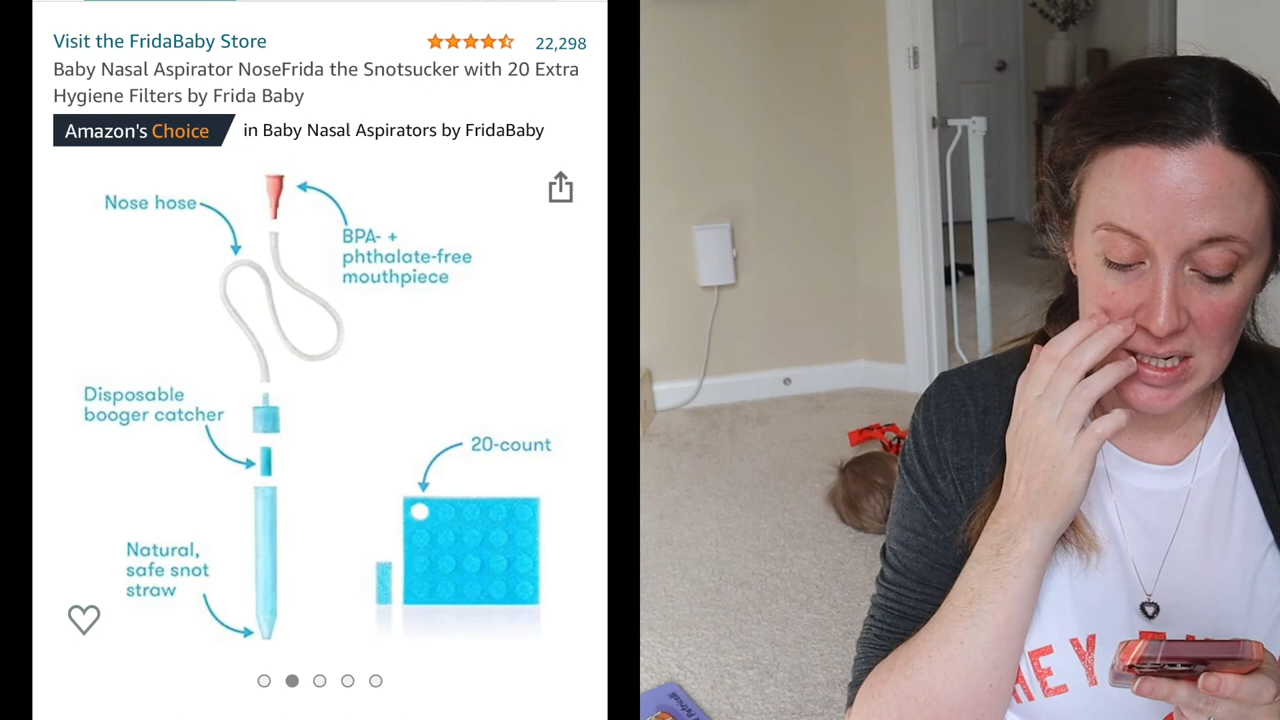 Visit the FridaBaby Store
22,298
Baby Nasal Aspirator NoseFrida the Snotsucker with 20 Extra
Hygiene Filters by Frida Baby
Amazon's Choice
in Baby Nasal Aspirators by FridaBaby
Nose hose
BPA- +
phthalate-free
mouthpiece
Disposable
booger catcher
20-count
Natural,
safe snot
straw
HEY